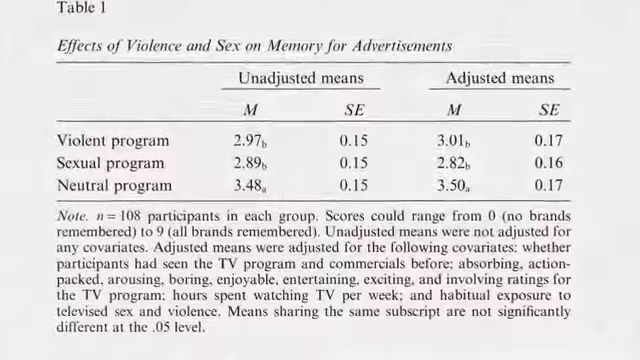 Table 1
Effects of Violence and Sex on Memory for Advertisements
Unadjusted means Adjusted means
M SE M SE
Violent program 2.97b 0.15 3.01b 0.17
Sexual program 2.89b 0.15 2.82b 0.16
Neutral program 3.48a 0.15 3.50a 0.17
Note. n = 108 participants in each group. Scores could range from 0 (no brands
remembered) to 9 (all brands remembered). Unadjusted means were not adjusted for
any covariates. Adjusted means were adjusted for the following covariates: whether
participants had seen the TV program and commercials before; absorbing, action-
packed, arousing, boring, enjoyable, entertaining, exciting, and involving ratings for
the TV program; hours spent watching TV per week; and habitual exposure to
televised sex and violence. Means sharing the same subscript are not significantly
different at the .05 level.